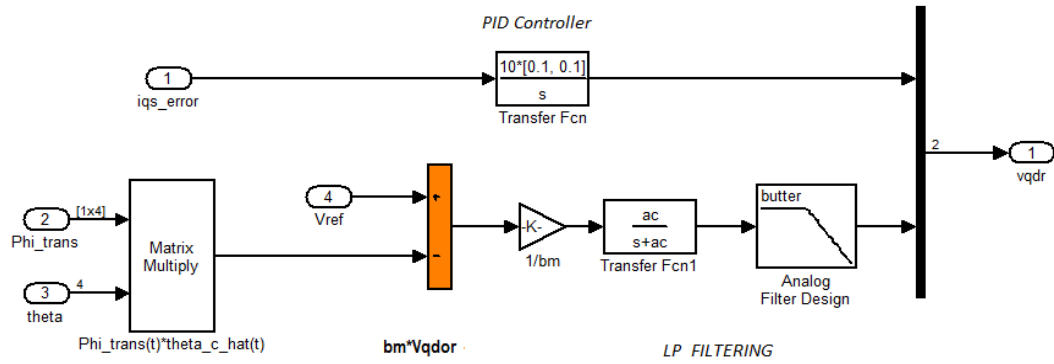 PID Controller
1
iqs_error
10*[0.1, 0.1]
s
Transfer Fcn
2
1
vqdr
2
[1x4]
Phi_trans
3
4
theta
Matrix
Multiply
Phi_trans(t)*theta_c_hat(t)
4
Vref
+
-
bm*Vqdor
-K-
1/bm
ac
s+ac
Transfer Fcn1
butter
Analog
Filter Design
LP FILTERING